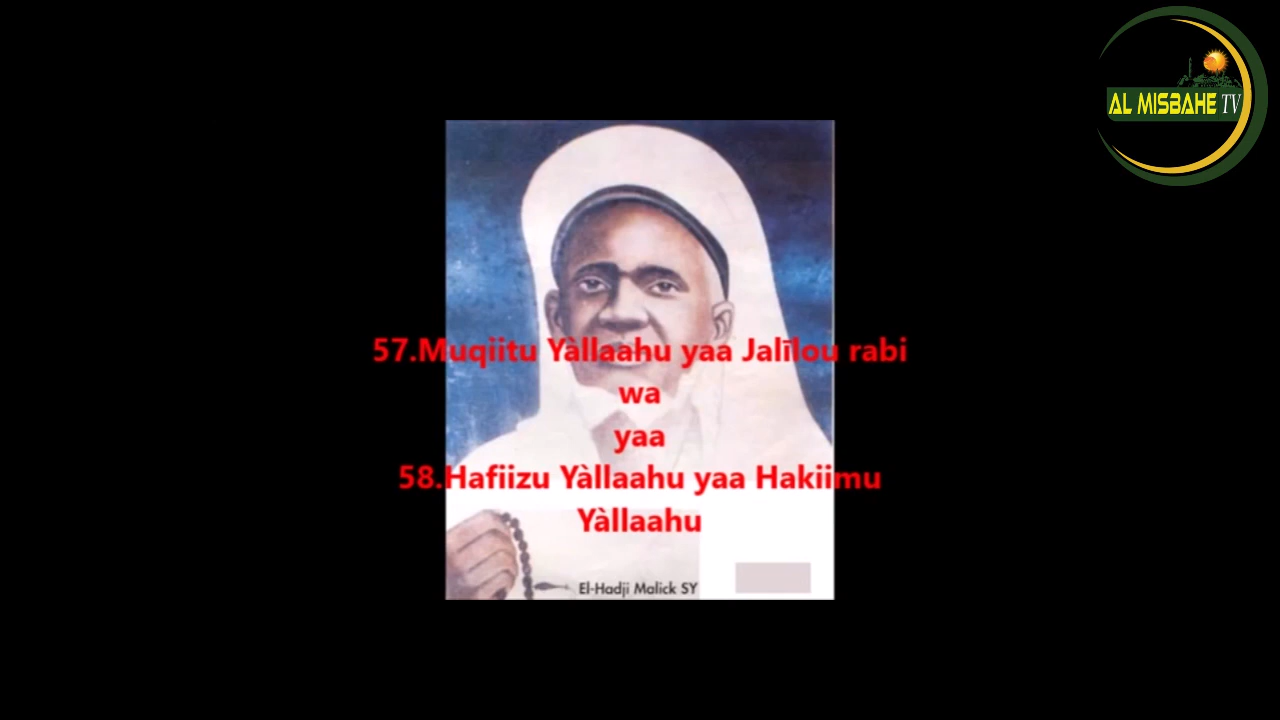 AL MISBAHE TV
57.Muqiitu Yàllaahu yaa Jalīlou rabi
wa
yaa
58.Hafiizu Yàllaahu yaa Hakiimu
Yàllaahu
El-Hadji Malick SY